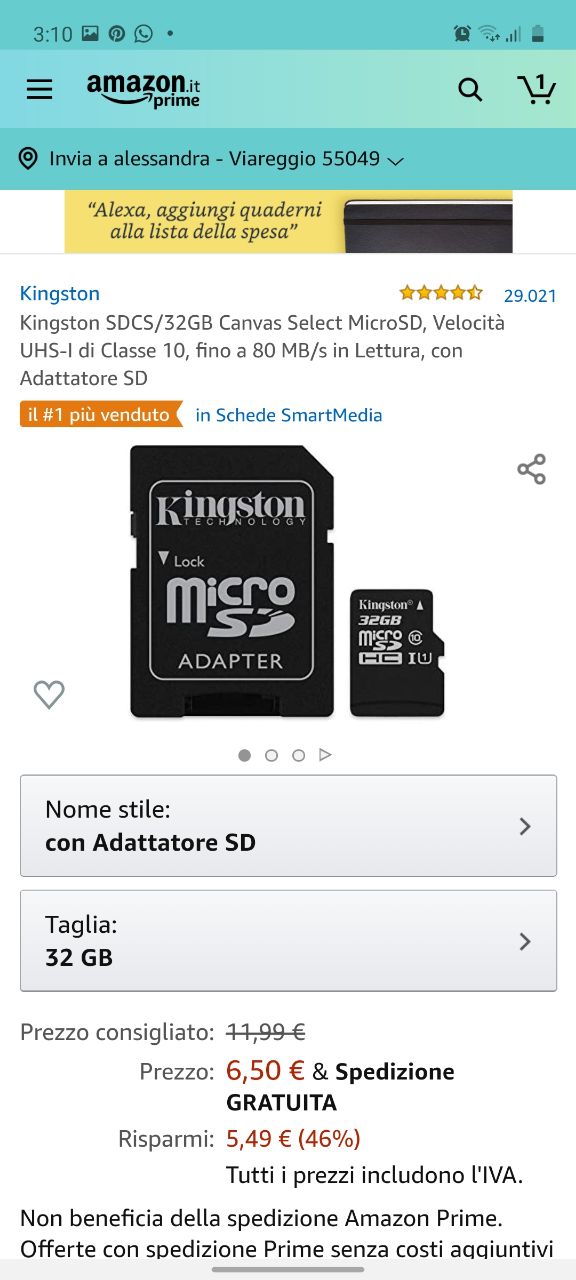 3:10
amazon.it
prime
1
Invia a alessandra - Viareggio 55049
“Alexa, aggiungi quaderni
alla lista della spesa”
Kingston
29.021
Kingston SDCS/32GB Canvas Select MicroSD, Velocità
UHS-I di Classe 10, fino a 80 MB/s in Lettura, con
Adattatore SD
il #1 più venduto in Schede SmartMedia
Kingston
TECHNOLOGY
Lock
micro
SD
ADAPTER
Kingston®
32GB
micro
SD
10
HC I U1
Nome stile:
con Adattatore SD
Taglia:
32 GB
Prezzo consigliato: 11,99 €
Prezzo: 6,50 € & Spedizione
GRATUITA
Risparmi: 5,49 € (46%)
Tutti i prezzi includono l'IVA.
Non beneficia della spedizione Amazon Prime.
Offerte con spedizione Prime senza costi aggiuntivi